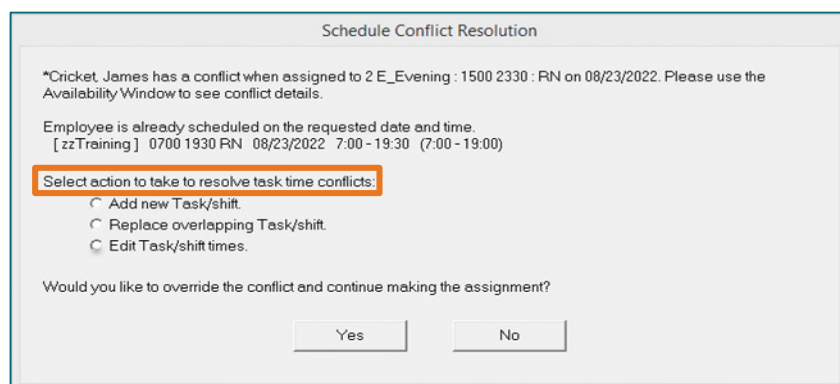 Schedule Conflict Resolution
*Cricket, James has a conflict when assigned to 2 E_Evening : 1500 2330 : RN on 08/23/2022. Please use the
Availability Window to see conflict details.
Employee is already scheduled on the requested date and time.
[ zzTraining ] 0700 1930 RN 08/23/2022 7:00 - 19:30 (7:00 - 19:00)
Select action to take to resolve task time conflicts:
Add new Task/shift.
Replace overlapping Task/shift.
Edit Task/shift times.
Would you like to override the conflict and continue making the assignment?
Yes No